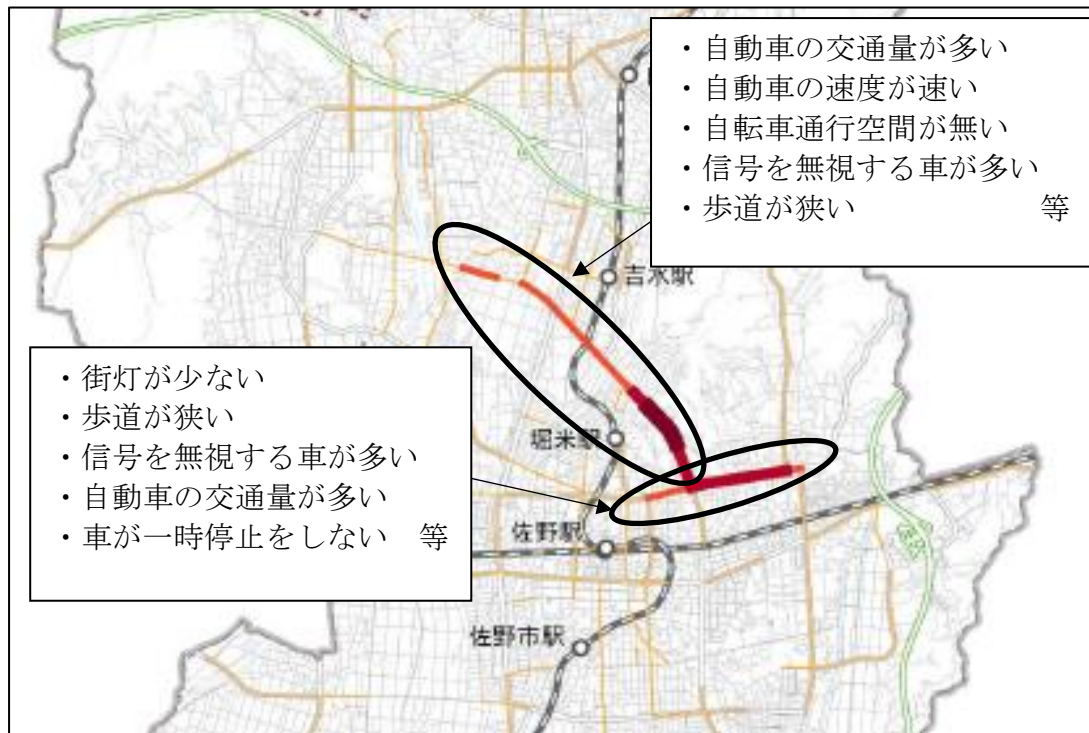 ・自動車の交通量が多い
・自動車の速度が速い
・自転車通行空間が無い
・信号を無視する車が多い
・歩道が狭い 等
吉水駅
・街灯が少ない
・歩道が狭い
・信号を無視する車が多い
・自動車の交通量が多い
・車が一時停止をしない 等
堀米駅
佐野駅
佐野市駅